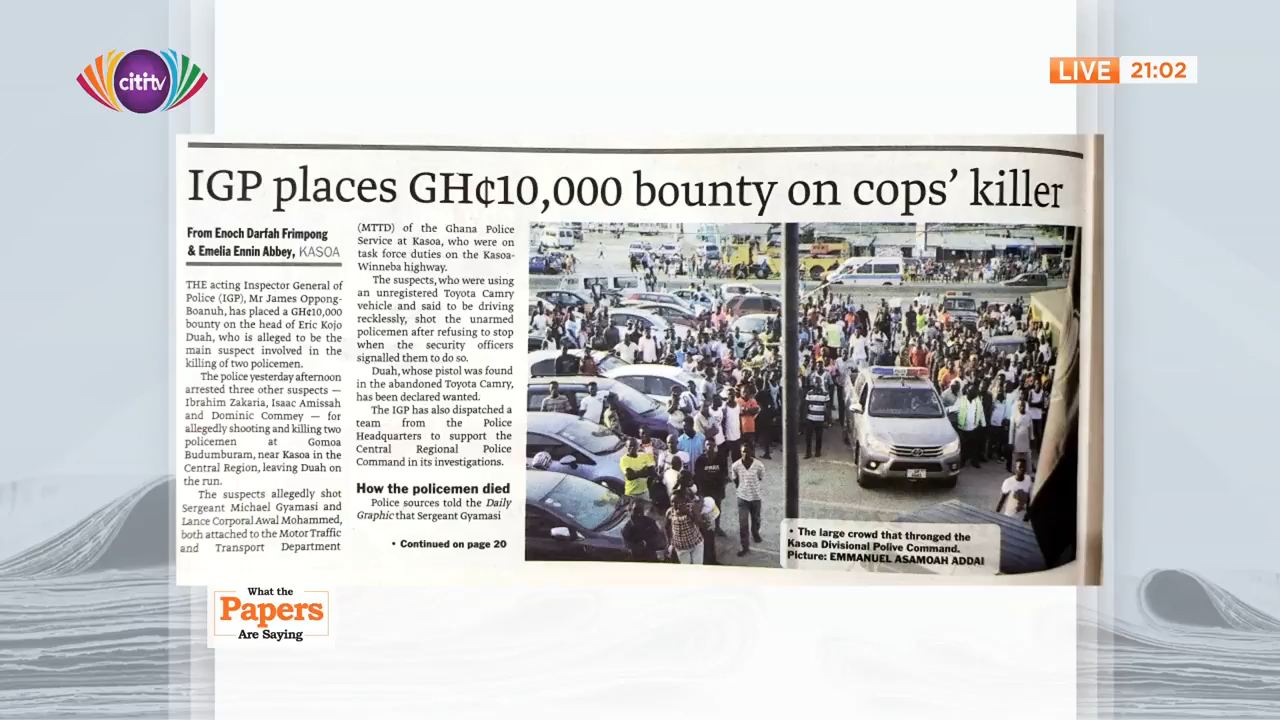 citi tv
LIVE 21:02
IGP places GH¢10,000 bounty on cops’ killer
From Enoch Darfah Frimpong
& Emelia Ennin Abbey, KASOA
THE acting Inspector General of
Police (IGP), Mr James Oppong-
Boanuh, has placed a GH¢10,000
bounty on the head of Eric Kojo
Duah, who is alleged to be the
main suspect involved in the
killing of two policemen.
The police yesterday afternoon
arrested three other suspects —
Ibrahim Zakaria, Isaac Amissah
and Dominic Commey — for
allegedly shooting and killing two
policemen at Gomoa
Budumburam, near Kasoa in the
Central Region, leaving Duah on
the run.
The suspects allegedly shot
Sergeant Michael Gyamasi and
Lance Corporal Awal Mohammed,
both attached to the Motor Traffic
and Transport Department
(MTTD) of the Ghana Police
Service at Kasoa, who were on
task force duties on the Kasoa-
Winneba highway.
The suspects, who were using
an unregistered Toyota Camry
vehicle and said to be driving
recklessly, shot the unarmed
policemen after refusing to stop
when the security officers
signalled them to do so.
Duah, whose pistol was found
in the abandoned Toyota Camry,
has been declared wanted.
The IGP has also dispatched a
team from the Police
Headquarters to support the
Central Regional Police
Command in its investigations.
How the policemen died
Police sources told the Daily
Graphic that Sergeant Gyamasi
• Continued on page 20
• The large crowd that thronged the
Kasoa Divisional Polive Command.
Picture: EMMANUEL ASAMOAH ADDAI
What the
Papers
Are Saying